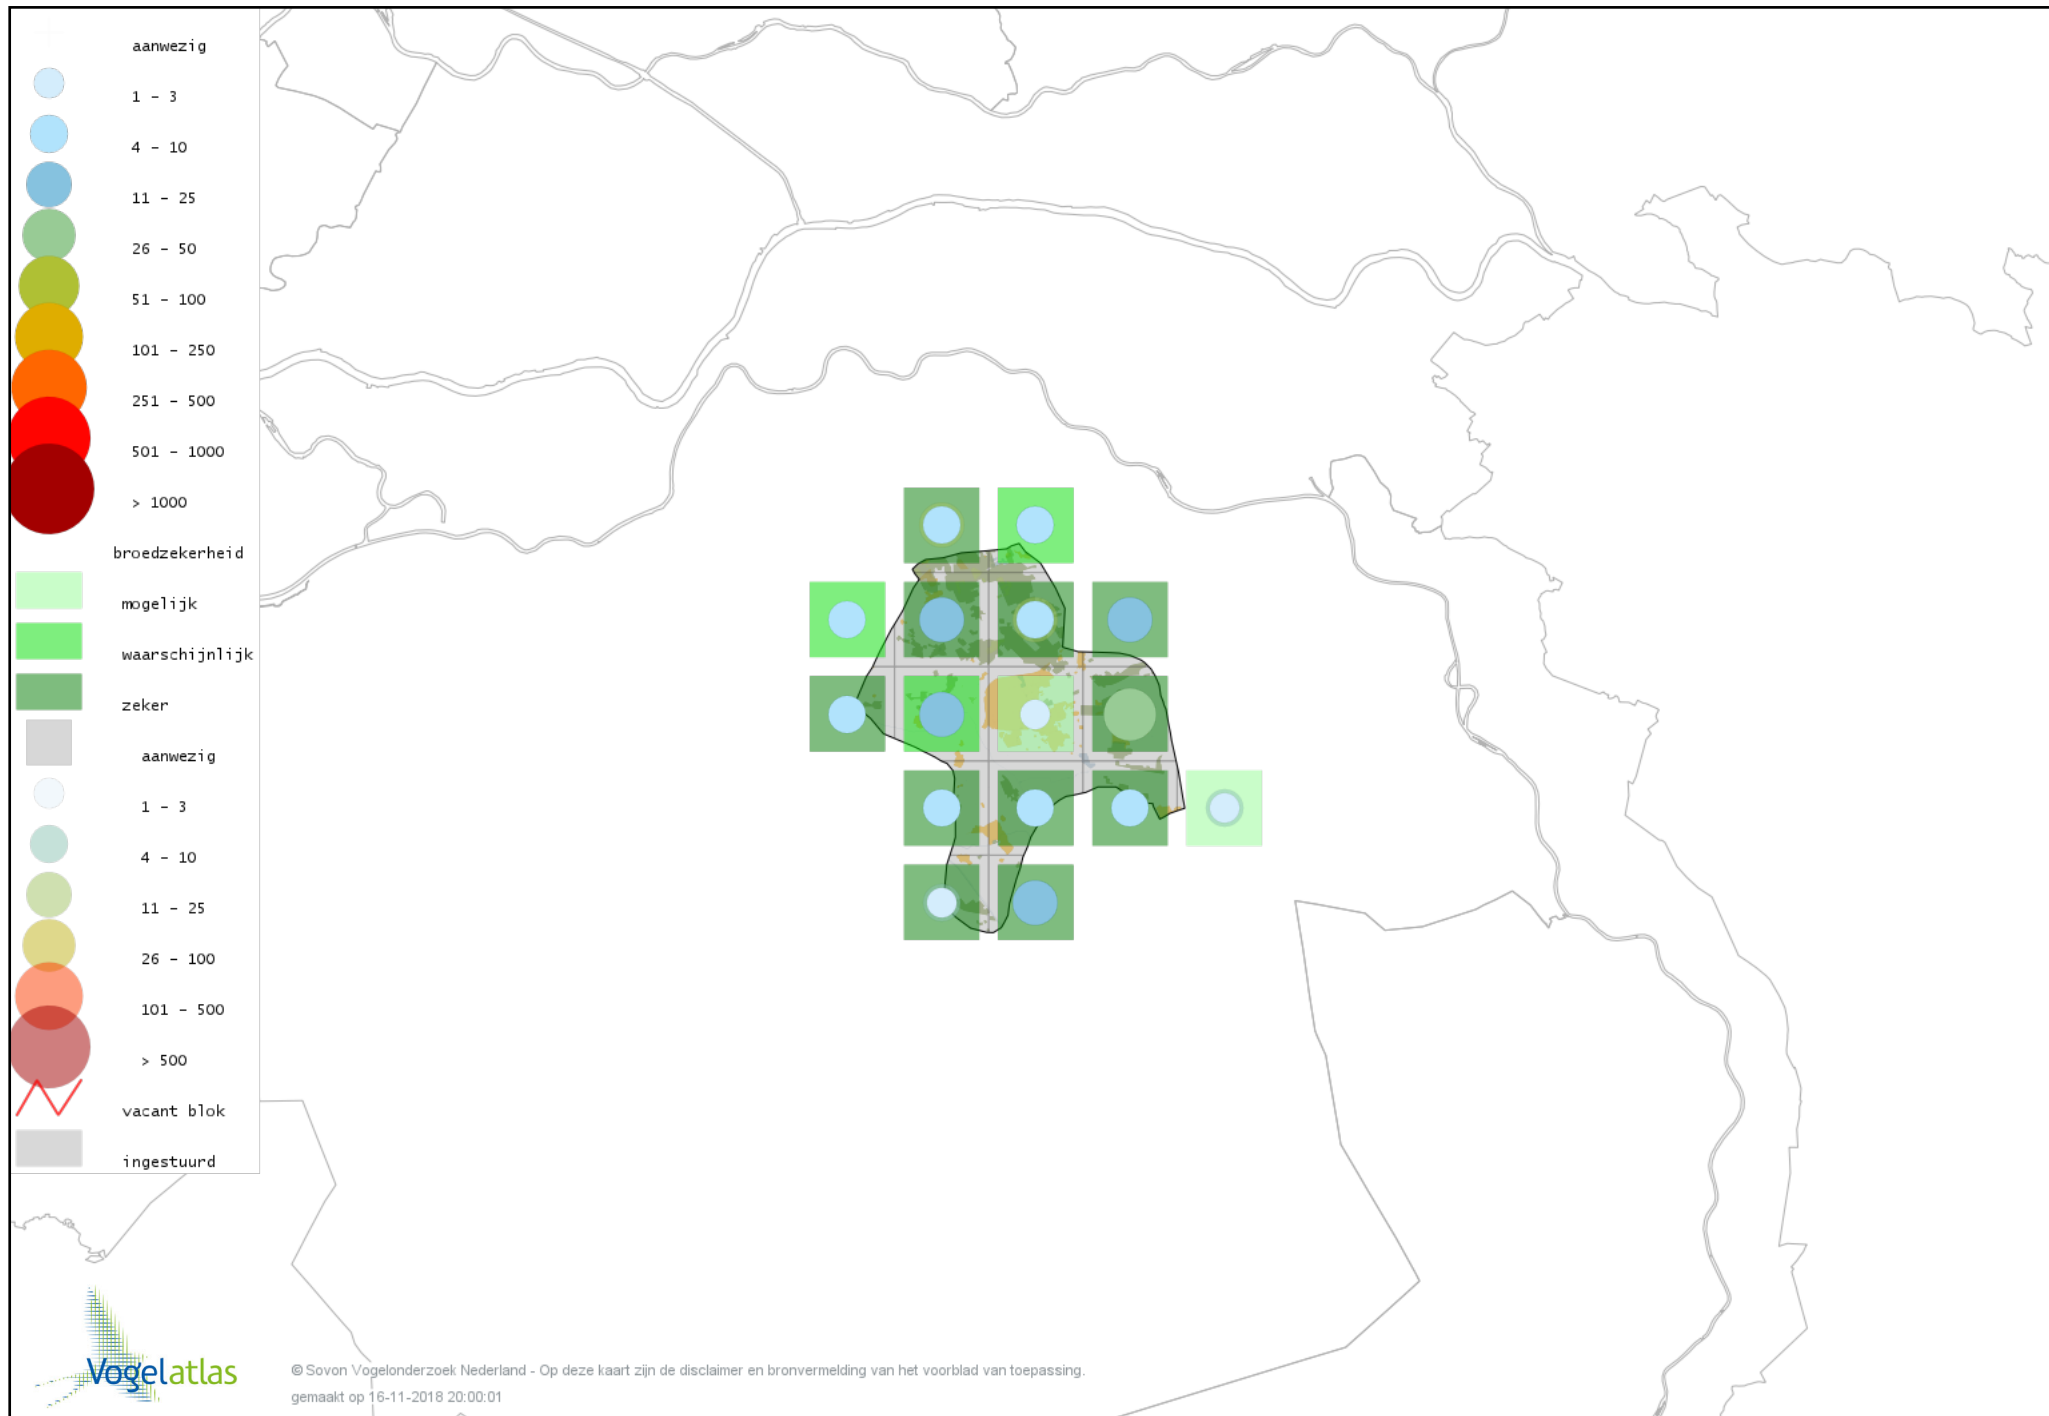 aanwezig
1 - 3
4 - 10
11 - 25
26 - 50
51 - 100
101 - 250
251 - 500
501 - 1000
> 1000
broedzekerheid
mogelijk
waarschijnlijk
zeker
aanwezig
1 - 3
4 - 10
11 - 25
26 - 100
101 - 500
> 500
vacant blok
ingestuurd
Vogelatlas
© Sovon Vogelonderzoek Nederland - Op deze kaart zijn de disclaimer en bronvermelding van het voorblad van toepassing.
gemaakt op 16-11-2018 20:00:01